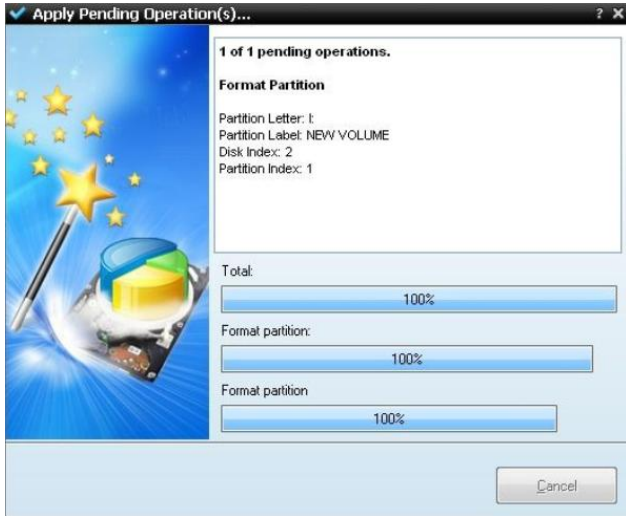 Apply Pending Operation(s)...
1 of 1 pending operations.
Format Partition
Partition Letter: I:
Partition Label: NEW VOLUME
Disk Index: 2
Partition Index: 1
Total:
100%
Format partition:
100%
Format partition
100%
Cancel